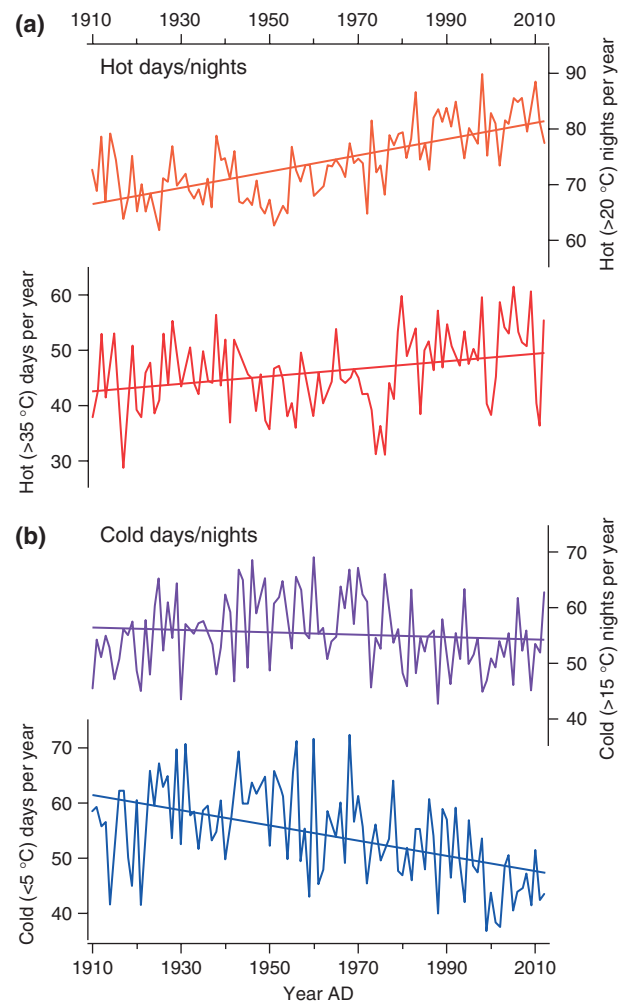 1910 1930 1950 1970 1990 2010
(a)
Hot days/nights
90
80
70
60
Hot (>20 °C) nights per year
60
50
40
30
Hot (>35 °C) days per year
(b)
Cold days/nights
70
60
50
40
Cold (>15 °C) nights per year
70
60
50
40
Cold (<5 °C) days per year
1910 1930 1950 1970 1990 2010
Year AD